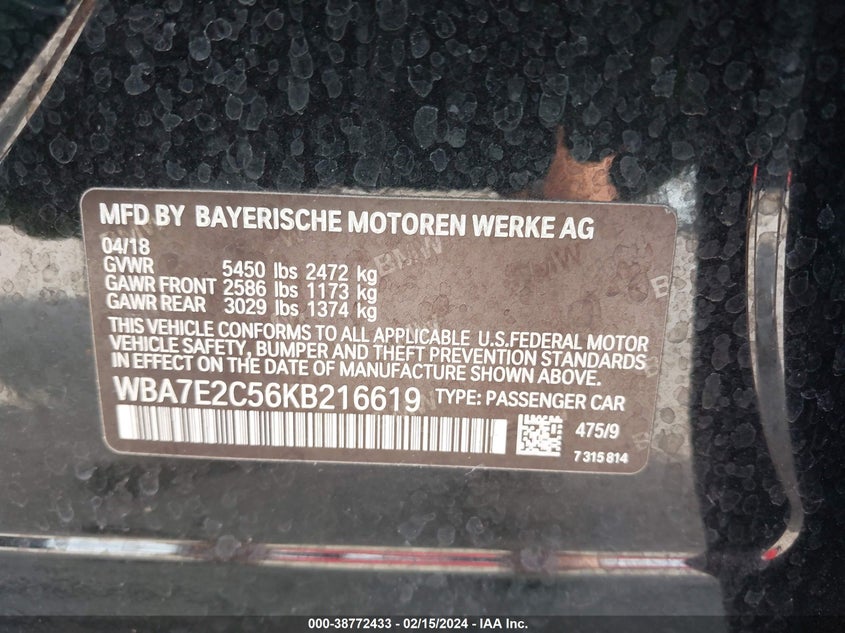 MFD BY BAYERISCHE MOTOREN WERKE AG
04/18
GVWR 5450 lbs 2472 kg
GAWR FRONT 2586 lbs 1173 kg
GAWR REAR 3029 lbs 1374 kg
THIS VEHICLE CONFORMS TO ALL APPLICABLE U.S.FEDERAL MOTOR
VEHICLE SAFETY, BUMPER AND THEFT PREVENTION STANDARDS
IN EFFECT ON THE DATE OF MANUFACTURE SHOWN ABOVE.
WBA7E2C56KB216619 TYPE: PASSENGER CAR
475/9
7 315 814
BMW
BMW
000-38772433 - 02/15/2024 - IAA Inc.